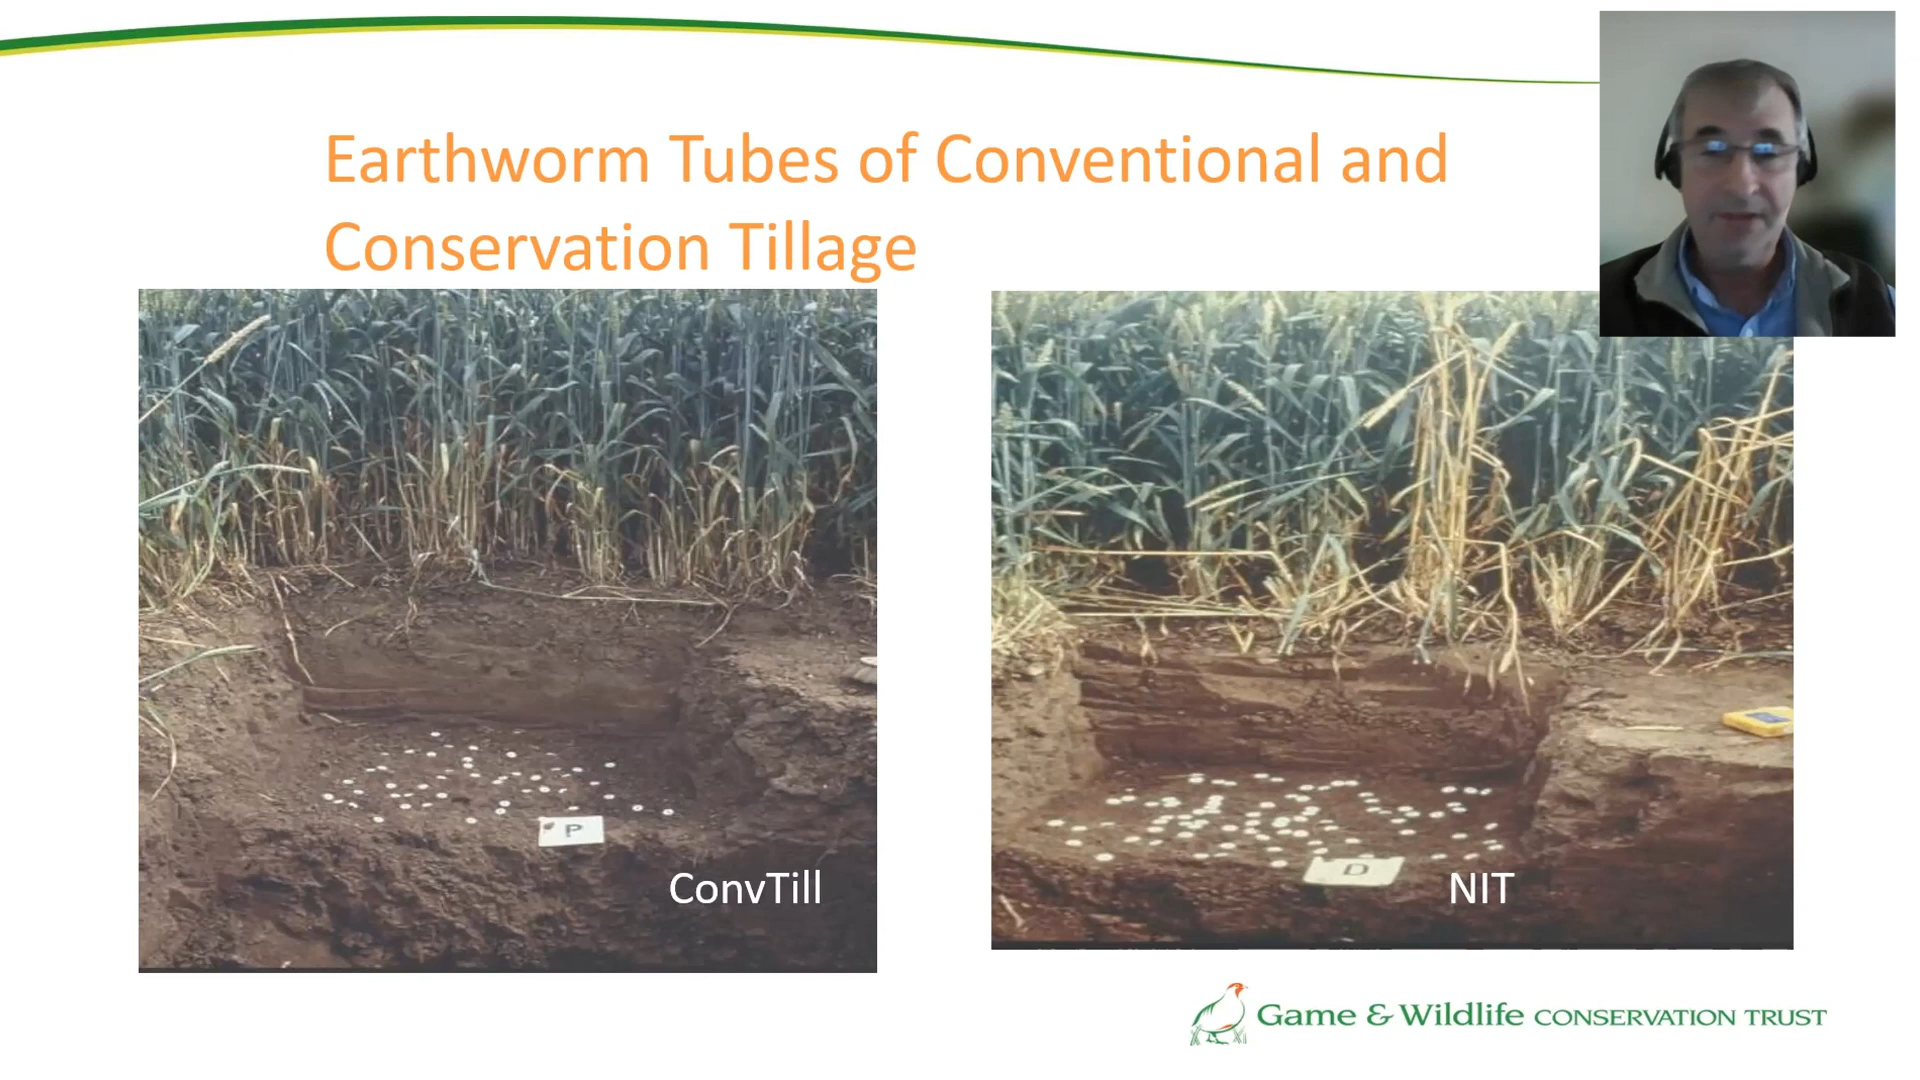 Earthworm Tubes of Conventional and
Conservation Tillage
P
ConvTill
D
NIT
Game & Wildlife CONSERVATION TRUST